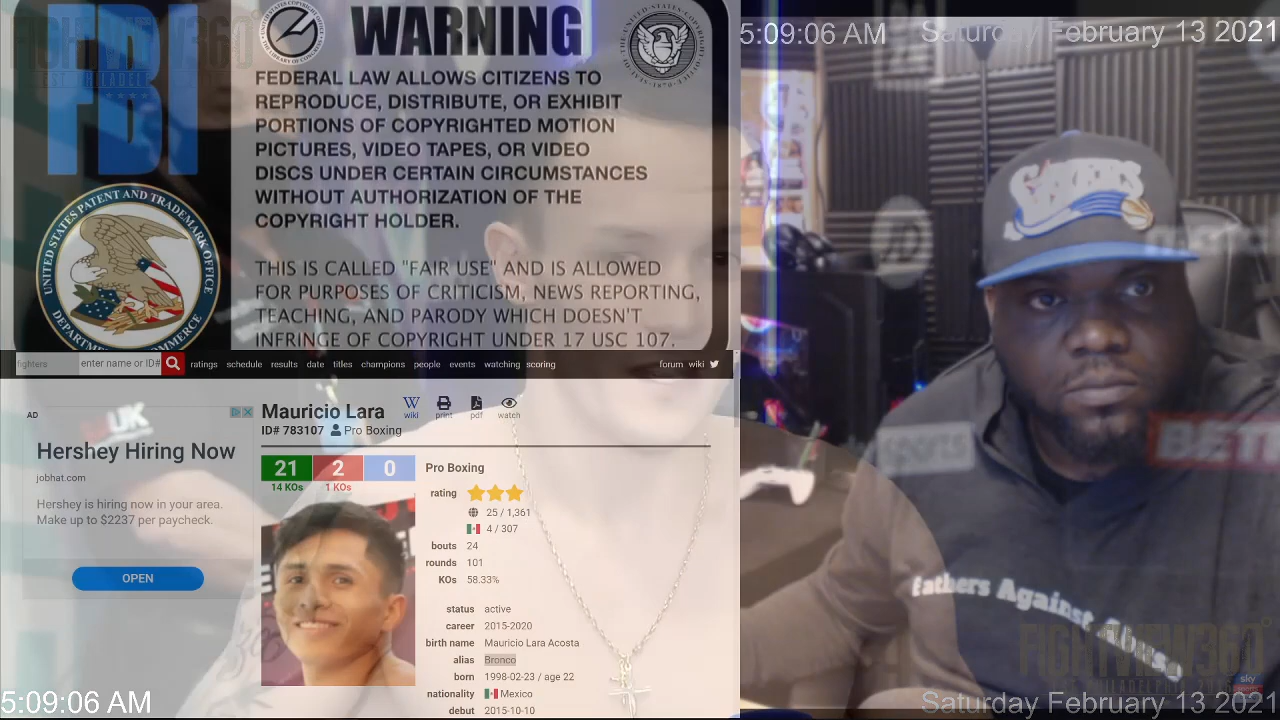 FIGHTVIEW360°
FBI
WARNING
FEDERAL LAW ALLOWS CITIZENS TO
REPRODUCE, DISTRIBUTE, OR EXHIBIT
PORTIONS OF COPYRIGHTED MOTION
PICTURES, VIDEO TAPES, OR VIDEO
DISCS UNDER CERTAIN CIRCUMSTANCES
WITHOUT AUTHORIZATION OF THE
COPYRIGHT HOLDER.
THIS IS CALLED "FAIR USE" AND IS ALLOWED
FOR PURPOSES OF CRITICISM, NEWS REPORTING,
TEACHING, AND PARODY WHICH DOESN'T
INFRINGE OF COPYRIGHT UNDER 17 USC 107.
UNITED STATES PATENT AND TRADEMARK OFFICE
5:09:06 AM Saturday February 13 2021
fighters enter name or ID# ratings schedule results date titles champions people events watching scoring forum wiki
AD
UK
Hershey Hiring Now
jobhat.com
Hershey is hiring now in your area.
Make up to $2237 per paycheck.
OPEN
Mauricio Lara
wiki print pdf watch
ID# 783107 Pro Boxing
21 2 0
14 KOs 1 KOs
Pro Boxing
rating
25 / 1,361
4 / 307
bouts 24
rounds 101
KOs 58.33%
status active
career 2015-2020
birth name Mauricio Lara Acosta
alias Bronco
born 1998-02-23 / age 22
nationality Mexico
debut 2015-10-10
5:09:06 AM
JD
sports
BET
Fathers Against
FIGHTVIEW360°
sky
sports
Saturday February 13 2021